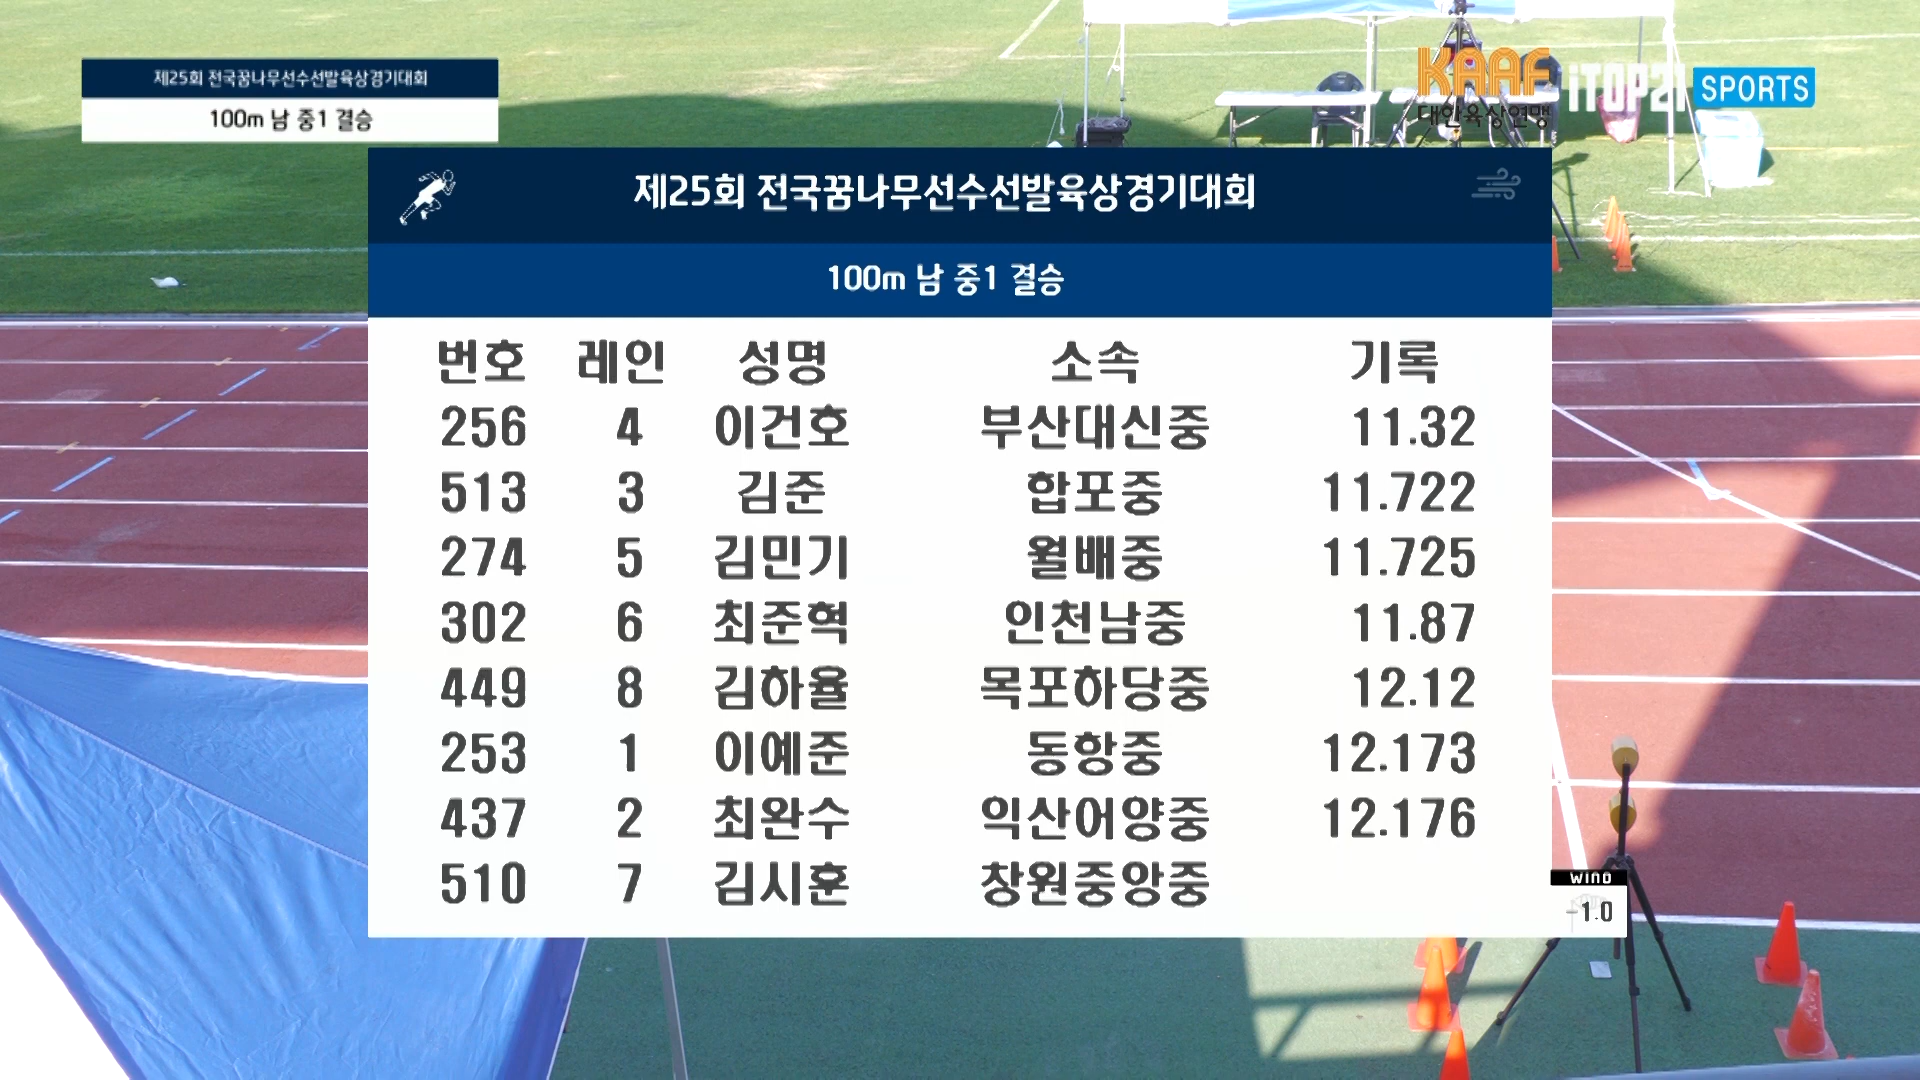 제25회 전국꿈나무선수선발육상경기대회
100m 남 중1 결승
KAAF
대한육상연맹
iTOP21 SPORTS
제25회 전국꿈나무선수선발육상경기대회
100m 남 중1 결승
번호 레인 성명 소속 기록
256 4 이건호 부산대신중 11.32
513 3 김준 합포중 11.722
274 5 김민기 월배중 11.725
302 6 최준혁 인천남중 11.87
449 8 김하율 목포하당중 12.12
253 1 이예준 동항중 12.173
437 2 최완수 익산어양중 12.176
510 7 김시훈 창원중앙중
WIND
-1.0